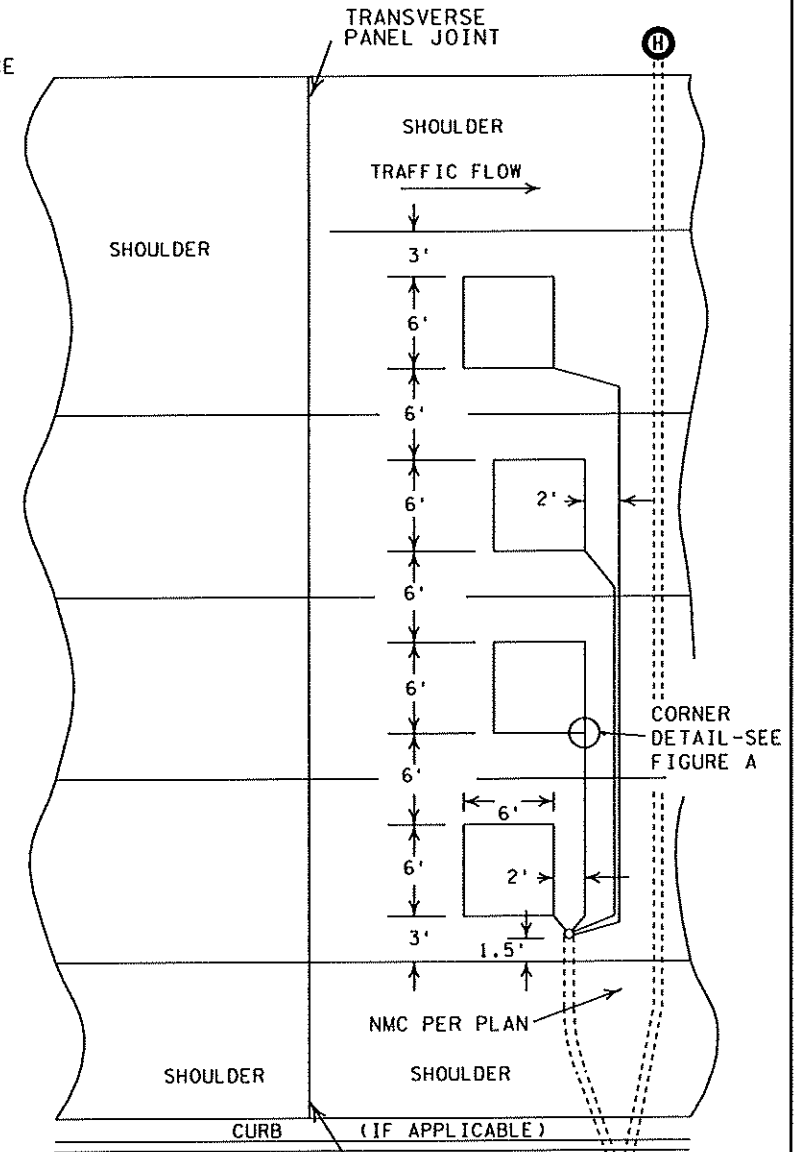 TRANSVERSE
PANEL JOINT
H
CE
SHOULDER
TRAFFIC FLOW
SHOULDER
3'
6'
6'
6'
2'
6'
6'
CORNER
DETAIL-SEE
FIGURE A
6'
6'
6'
2'
3'
1.5'
NMC PER PLAN
SHOULDER
SHOULDER
CURB (IF APPLICABLE)